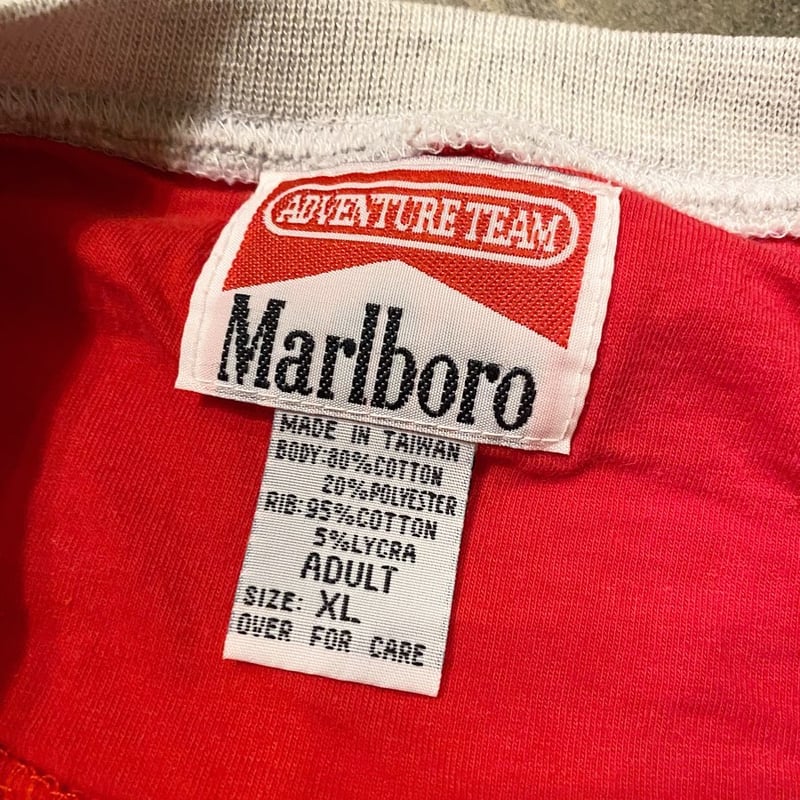 ADVENTURE TEAM
Marlboro
MADE IN TAIWAN
BODY:80%COTTON
20%POLYESTER
RIB:95%COTTON
5%LYCRA
ADULT
SIZE: XL
OVER FOR CARE